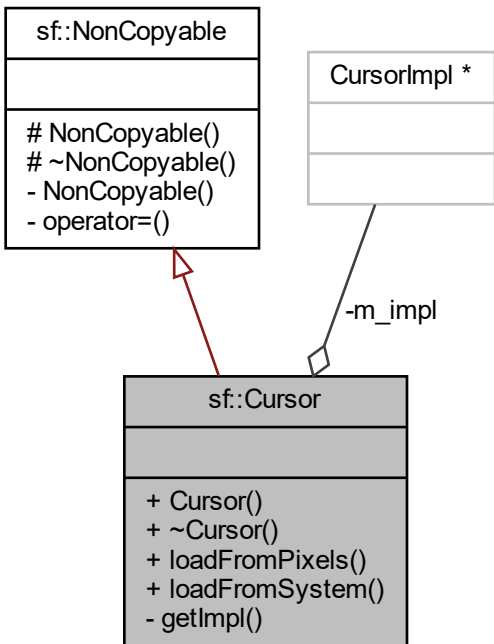 sf::NonCopyable
# NonCopyable()
# ~NonCopyable()
- NonCopyable()
- operator=()
CursorImpl *
-m_impl
sf::Cursor
+ Cursor()
+ ~Cursor()
+ loadFromPixels()
+ loadFromSystem()
- getImpl()